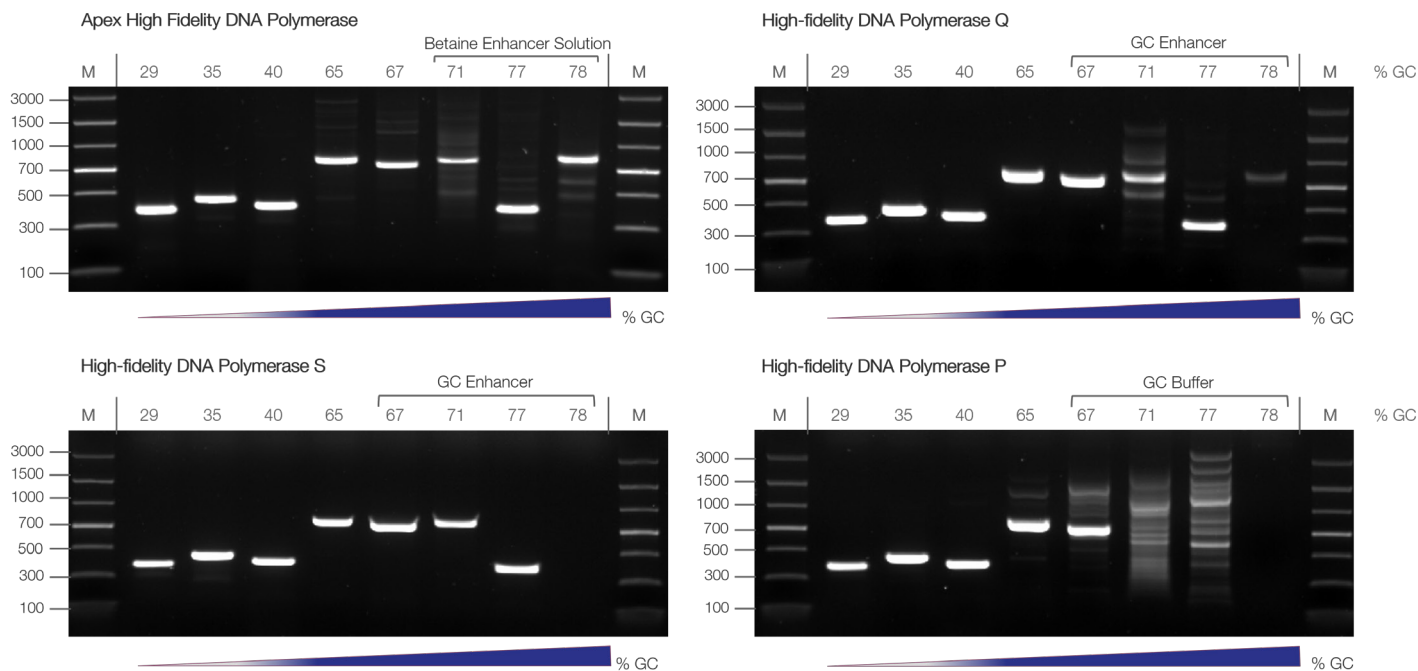 Apex High Fidelity DNA Polymerase
Betaine Enhancer Solution
M 29 35 40 65 67 71 77 78 M
3000
1500
1000
700
500
300
100
% GC
High-fidelity DNA Polymerase Q
GC Enhancer
M 29 35 40 65 67 71 77 78 M % GC
3000
1500
1000
700
500
300
100
% GC
High-fidelity DNA Polymerase S
GC Enhancer
M 29 35 40 65 67 71 77 78 M
3000
1500
1000
700
500
300
100
% GC
High-fidelity DNA Polymerase P
GC Buffer
M 29 35 40 65 67 71 77 78 M % GC
3000
1500
1000
700
500
300
100
% GC